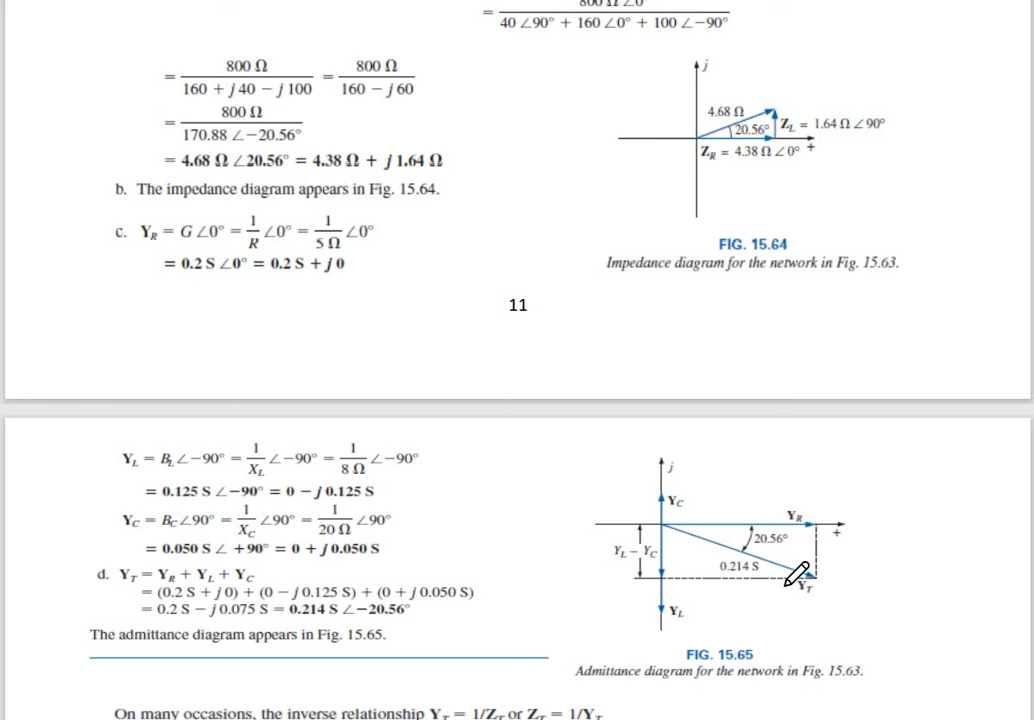 800 Ω ∠0°
= 40 ∠90° + 160 ∠0° + 100 ∠−90°
= 800 Ω / 160 + j 40 − j 100 = 800 Ω / 160 − j 60
= 800 Ω / 170.88 ∠−20.56°
= 4.68 Ω ∠20.56° = 4.38 Ω + j 1.64 Ω
b. The impedance diagram appears in Fig. 15.64.
c. Y_R = G ∠0° = 1/R ∠0° = 1/5 Ω ∠0°
= 0.2 S ∠0° = 0.2 S + j 0
j
4.68 Ω
20.56°
Z_L = 1.64 Ω ∠90°
Z_R = 4.38 Ω ∠0° +
FIG. 15.64
Impedance diagram for the network in Fig. 15.63.
11
Y_L = B_L ∠−90° = 1/X_L ∠−90° = 1/8 Ω ∠−90°
= 0.125 S ∠−90° = 0 − j 0.125 S
Y_C = B_C ∠90° = 1/X_C ∠90° = 1/20 Ω ∠90°
= 0.050 S ∠ +90° = 0 + j 0.050 S
d. Y_T = Y_R + Y_L + Y_C
= (0.2 S + j 0) + (0 − j 0.125 S) + (0 + j 0.050 S)
= 0.2 S − j 0.075 S = 0.214 S ∠−20.56°
The admittance diagram appears in Fig. 15.65.
j
Y_C
Y_R
+
20.56°
Y_L − Y_C
0.214 S
Y_T
Y_L
FIG. 15.65
Admittance diagram for the network in Fig. 15.63.
On many occasions, the inverse relationship Y_T = 1/Z_T or Z_T = 1/Y_T